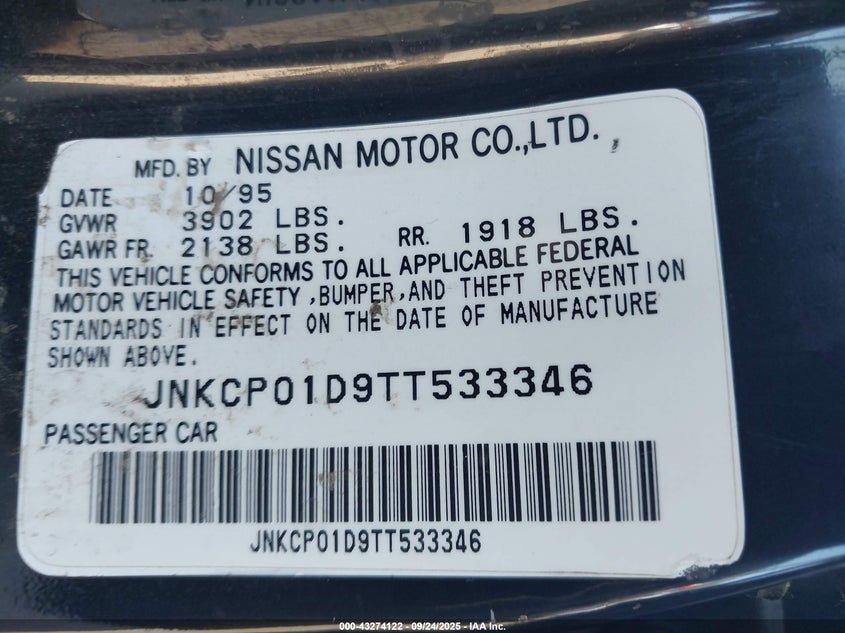 MFD. BY NISSAN MOTOR CO.,LTD.
DATE 10/95
GVWR 3902 LBS.
GAWR FR. 2138 LBS. RR. 1918 LBS.
THIS VEHICLE CONFORMS TO ALL APPLICABLE FEDERAL
MOTOR VEHICLE SAFETY ,BUMPER,AND THEFT PREVENTION
STANDARDS IN EFFECT ON THE DATE OF MANUFACTURE
SHOWN ABOVE.
JNKCP01D9TT533346
PASSENGER CAR
JNKCP01D9TT533346
000-43274122 - 09/24/2025 - IAA Inc.